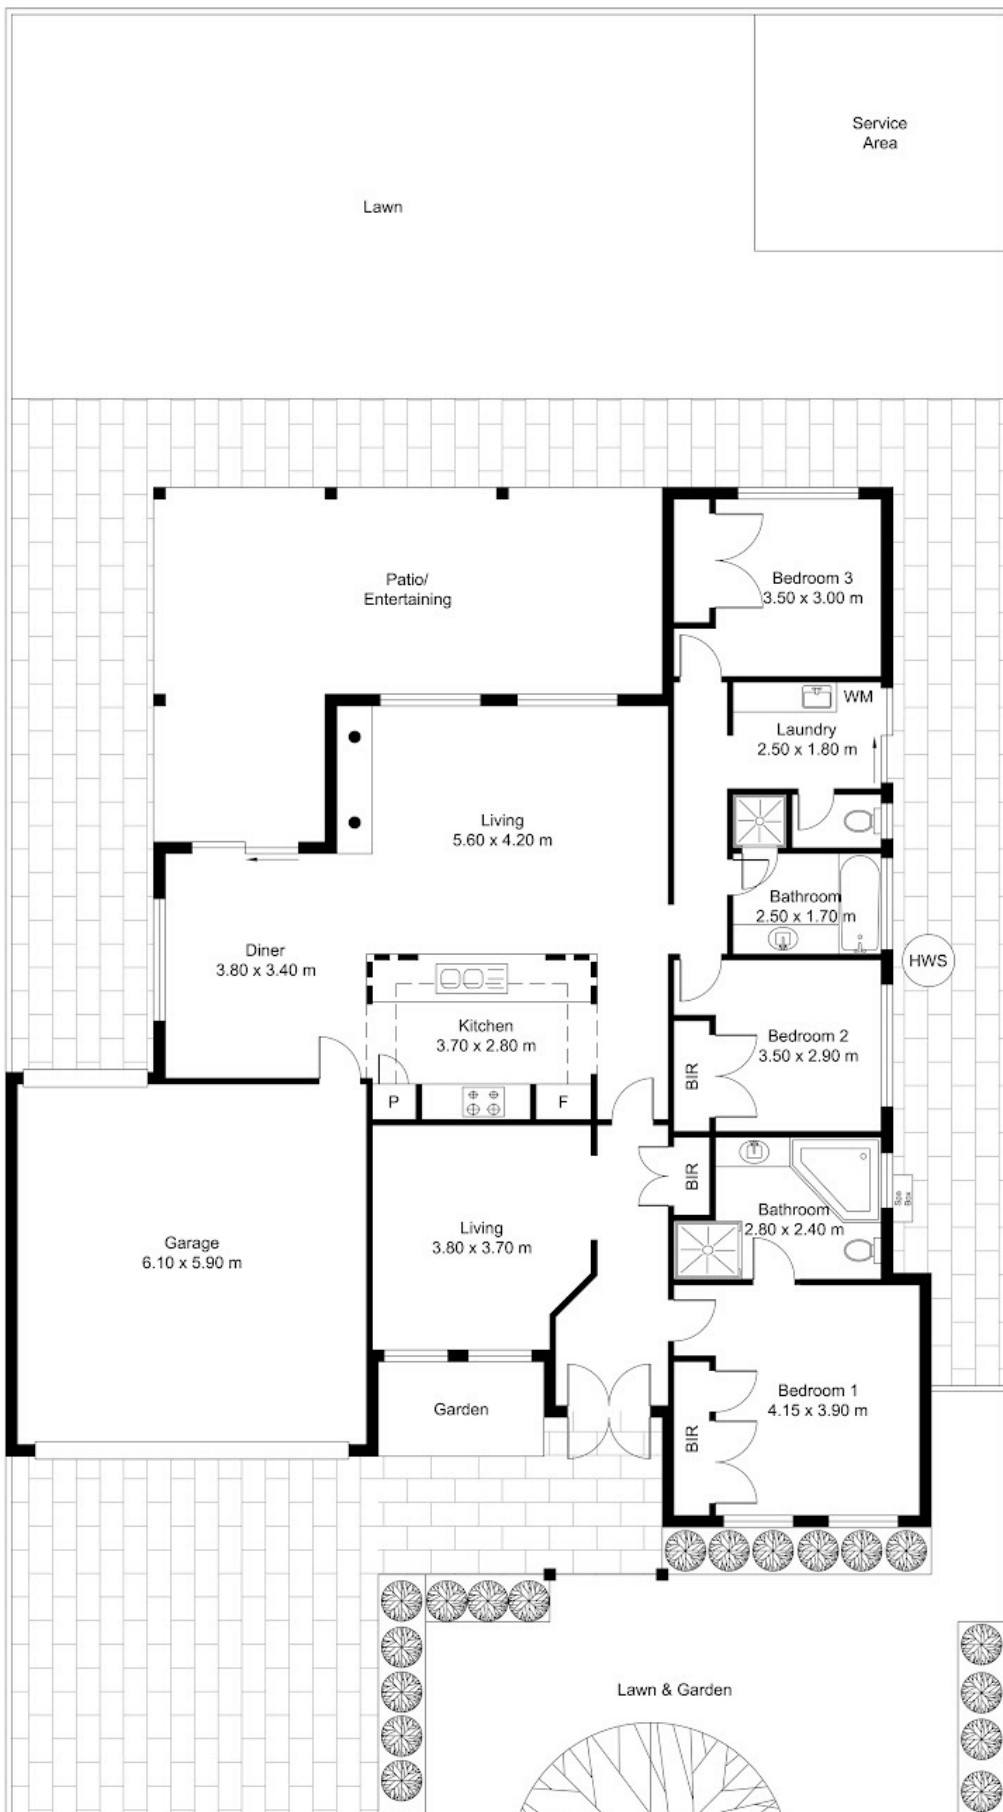 Service
Area
Lawn
Patio/
Entertaining
Bedroom 3
3.50 x 3.00 m
WM
Laundry
2.50 x 1.80 m
Living
5.60 x 4.20 m
Bathroom
2.50 x 1.70 m
Diner
3.80 x 3.40 m
HWS
Kitchen
3.70 x 2.80 m
Bedroom 2
3.50 x 2.90 m
BIR
P
F
BIR
Spa
Box
Bathroom
2.80 x 2.40 m
Living
3.80 x 3.70 m
Garage
6.10 x 5.90 m
Bedroom 1
4.15 x 3.90 m
Garden
BIR
Lawn & Garden